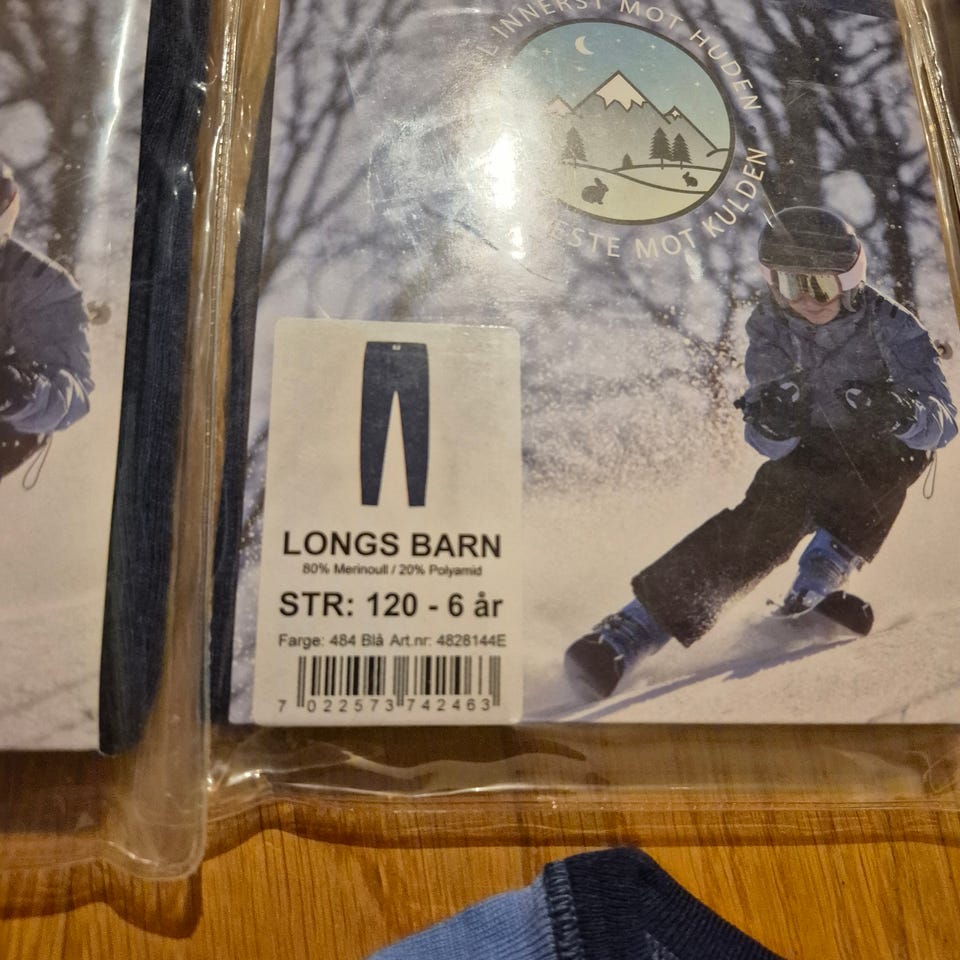 INNERST MOT HUDEN
MOT KULDEN
LONGS BARN
80% Merinoull / 20% Polyamid
STR: 120 - 6 år
Farge: 484 Blå Art.nr: 4828144E
7 022573 742463